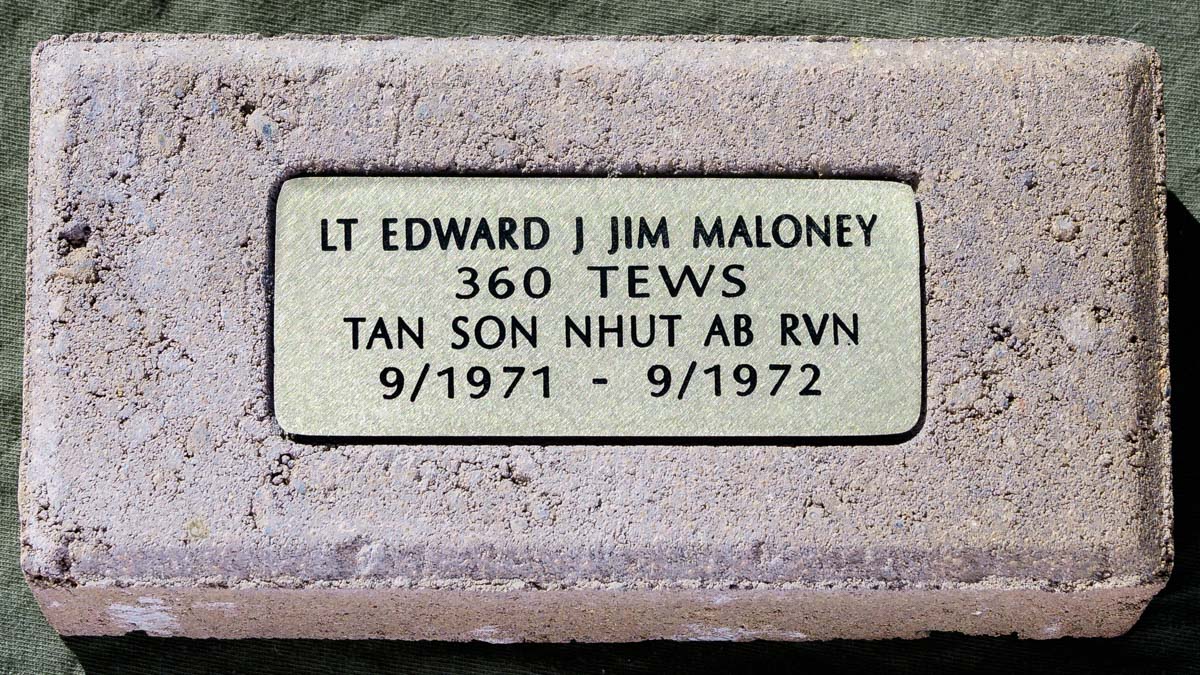 LT EDWARD J JIM MALONEY
360 TEWS
TAN SON NHUT AB RVN
9/1971 - 9/1972